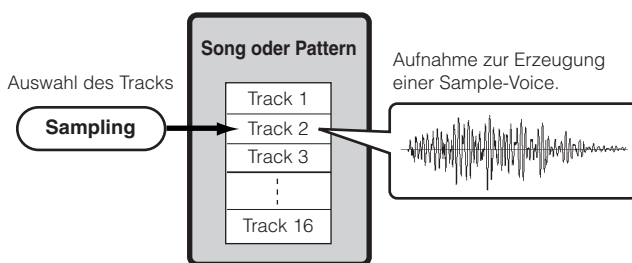 Song oder Pattern
Auswahl des Tracks
Sampling
Track 1
Track 2
Track 3
Track 16
Aufnahme zur Erzeugung
einer Sample-Voice.